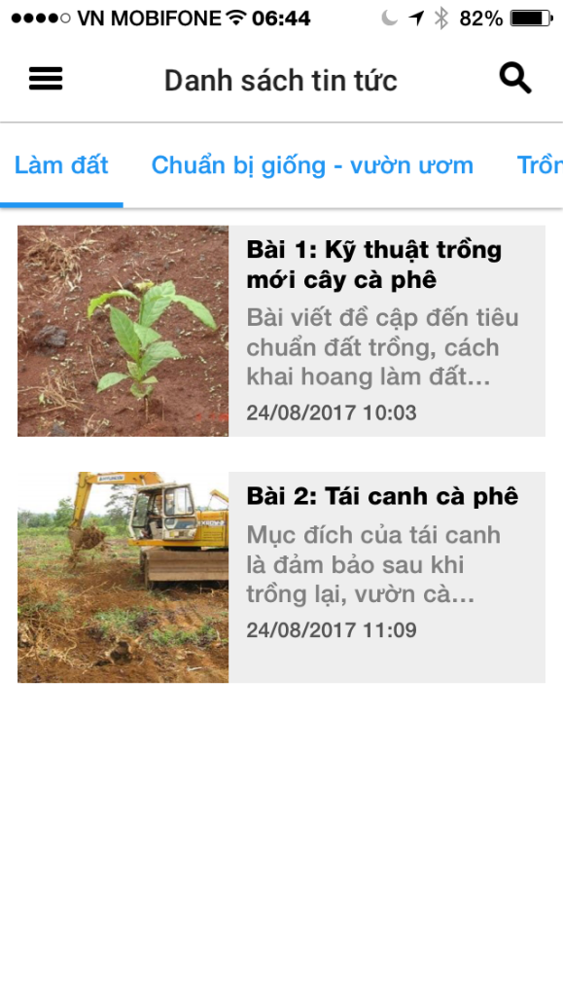 VN MOBIFONE 06:44 82%
Danh sách tin tức
Làm đất Chuẩn bị giống - vườn ươm Trồn
Bài 1: Kỹ thuật trồng
mới cây cà phê
Bài viết đề cập đến tiêu
chuẩn đất trồng, cách
khai hoang làm đất...
24/08/2017 10:03
Bài 2: Tái canh cà phê
Mục đích của tái canh
là đảm bảo sau khi
trồng lại, vườn cà...
24/08/2017 11:09